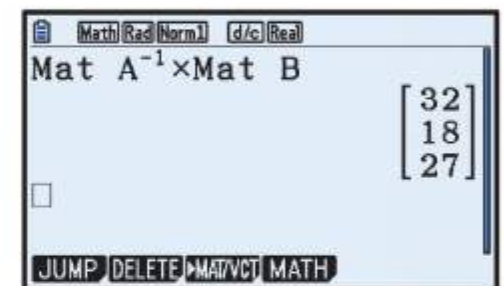 Math Rad Norm1 d/c Real
Mat A⁻¹×Mat B
32
18
27
JUMP DELETE ►MAT/VCT MATH